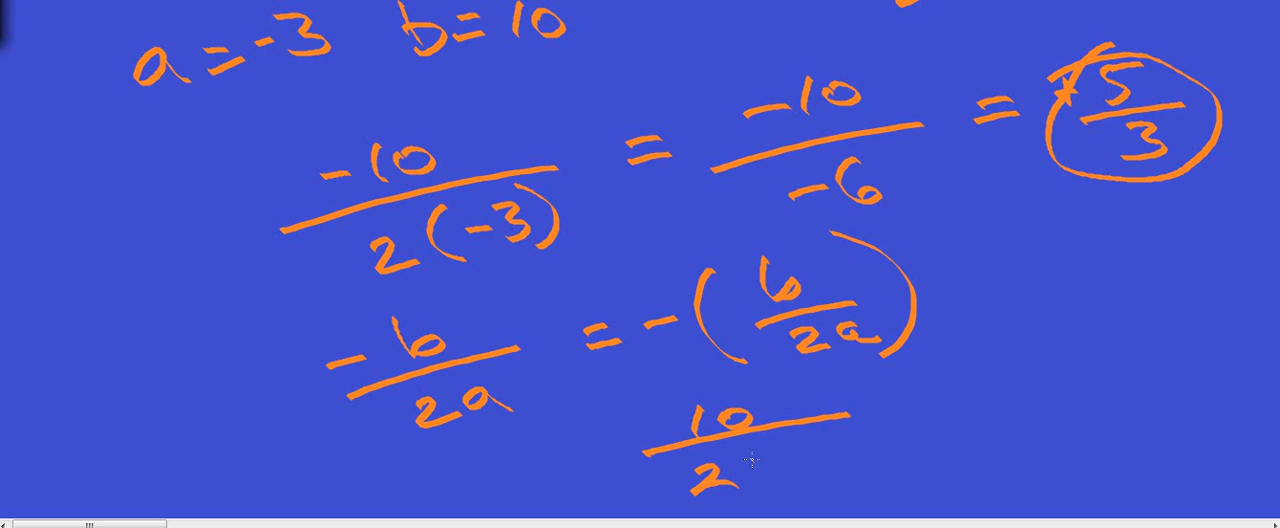 a = -3 b = 10
-10 / 2(-3) = -10 / -6 = +5 / 3
-b / 2a = -(b / 2a)
10 / 2